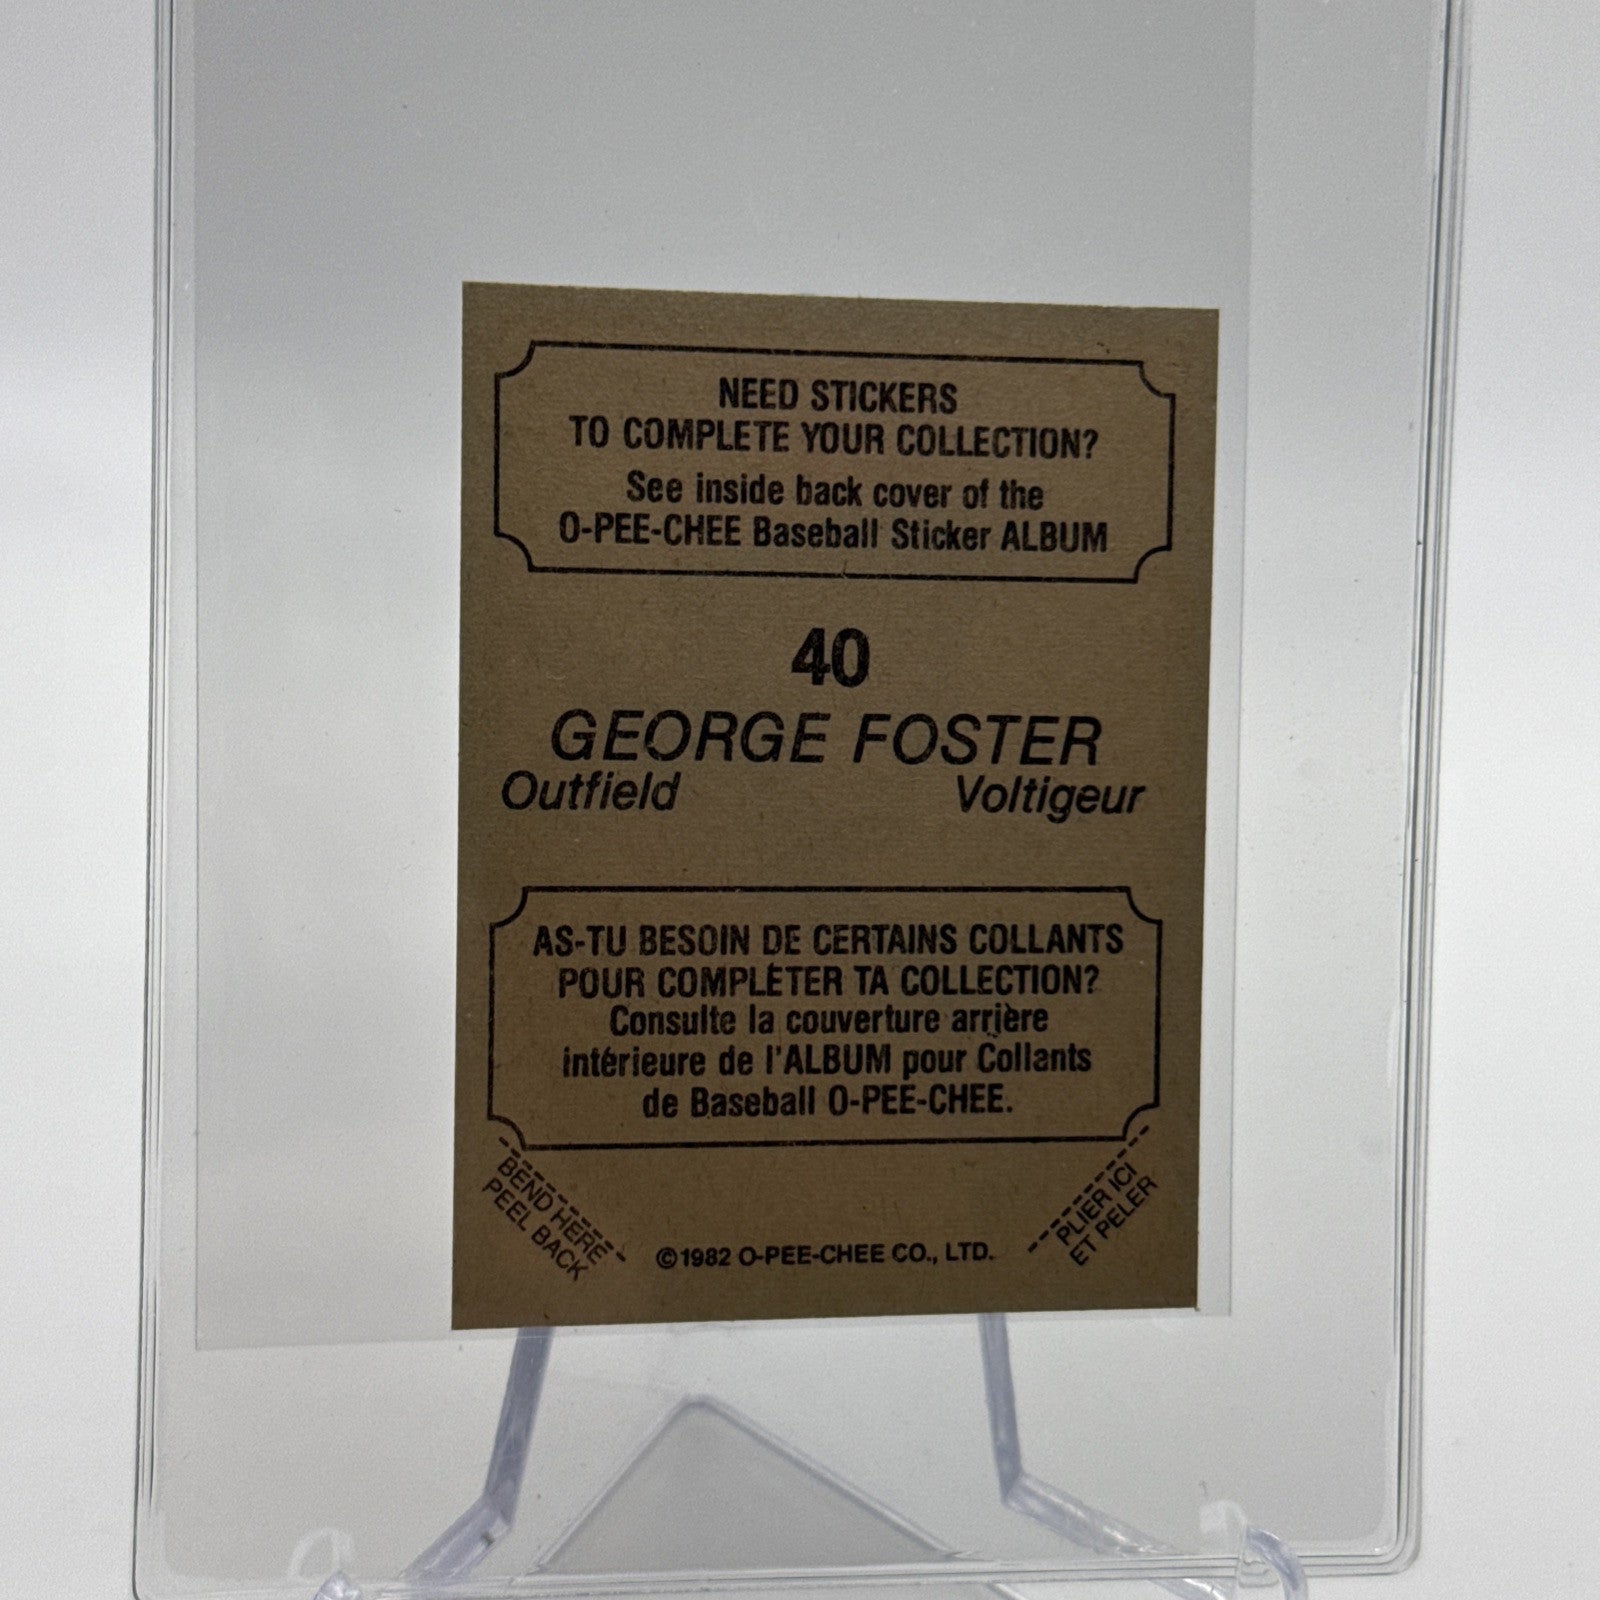 NEED STICKERS
TO COMPLETE YOUR COLLECTION?
See inside back cover of the
O-PEE-CHEE Baseball Sticker ALBUM
40
GEORGE FOSTER
Outfield Voltigeur
AS-TU BESOIN DE CERTAINS COLLANTS
POUR COMPLÉTER TA COLLECTION?
Consulte la couverture arrière
intérieure de l'ALBUM pour Collants
de Baseball O-PEE-CHEE.
BEND HERE
PEEL BACK
©1982 O-PEE-CHEE CO., LTD.
PLIER ICI
ET PELER